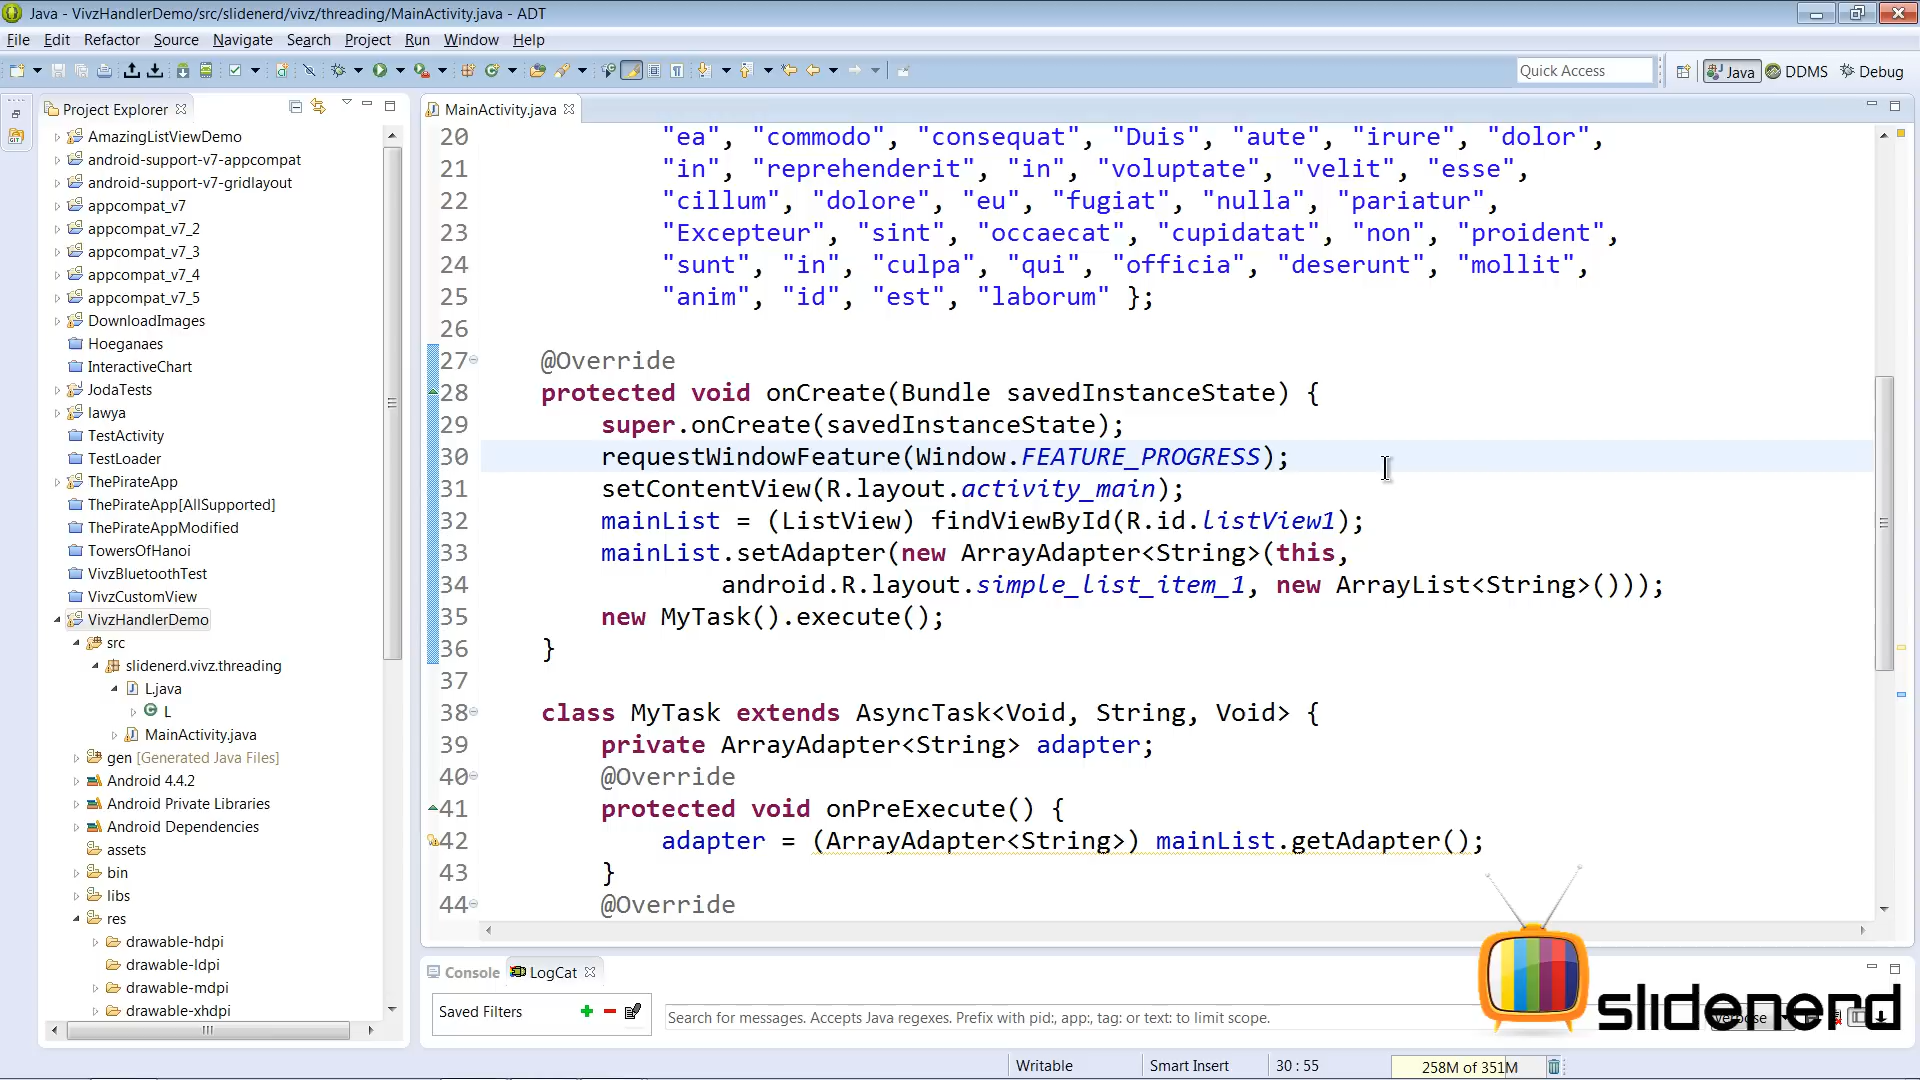 Java - VivzHandlerDemo/src/slidenerd/vivz/threading/MainActivity.java - ADT
File Edit Refactor Source Navigate Search Project Run Window Help
Quick Access Java DDMS Debug
Project Explorer
AmazingListViewDemo
android-support-v7-appcompat
android-support-v7-gridlayout
appcompat_v7
appcompat_v7_2
appcompat_v7_3
appcompat_v7_4
appcompat_v7_5
DownloadImages
Hoeganaes
InteractiveChart
JodaTests
lawya
TestActivity
TestLoader
ThePirateApp
ThePirateApp[AllSupported]
ThePirateAppModified
TowersOfHanoi
VivzBluetoothTest
VivzCustomView
VivzHandlerDemo
src
slidenerd.vivz.threading
L.java
L
MainActivity.java
gen [Generated Java Files]
Android 4.4.2
Android Private Libraries
Android Dependencies
assets
bin
libs
res
drawable-hdpi
drawable-ldpi
drawable-mdpi
drawable-xhdpi
MainActivity.java
20 "ea", "commodo", "consequat", "Duis", "aute", "irure", "dolor",
21 "in", "reprehenderit", "in", "voluptate", "velit", "esse",
22 "cillum", "dolore", "eu", "fugiat", "nulla", "pariatur",
23 "Excepteur", "sint", "occaecat", "cupidatat", "non", "proident",
24 "sunt", "in", "culpa", "qui", "officia", "deserunt", "mollit",
25 "anim", "id", "est", "laborum" };
26
27 @Override
28 protected void onCreate(Bundle savedInstanceState) {
29 super.onCreate(savedInstanceState);
30 requestWindowFeature(Window.FEATURE_PROGRESS);
31 setContentView(R.layout.activity_main);
32 mainList = (ListView) findViewById(R.id.listView1);
33 mainList.setAdapter(new ArrayAdapter<String>(this,
34 android.R.layout.simple_list_item_1, new ArrayList<String>()));
35 new MyTask().execute();
36 }
37
38 class MyTask extends AsyncTask<Void, String, Void> {
39 private ArrayAdapter<String> adapter;
40 @Override
41 protected void onPreExecute() {
42 adapter = (ArrayAdapter<String>) mainList.getAdapter();
43 }
44 @Override
Console LogCat
Saved Filters
Search for messages. Accepts Java regexes. Prefix with pid:, app:, tag: or text: to limit scope.
verbose
slidenerd
Writable Smart Insert 30 : 55 258M of 351M